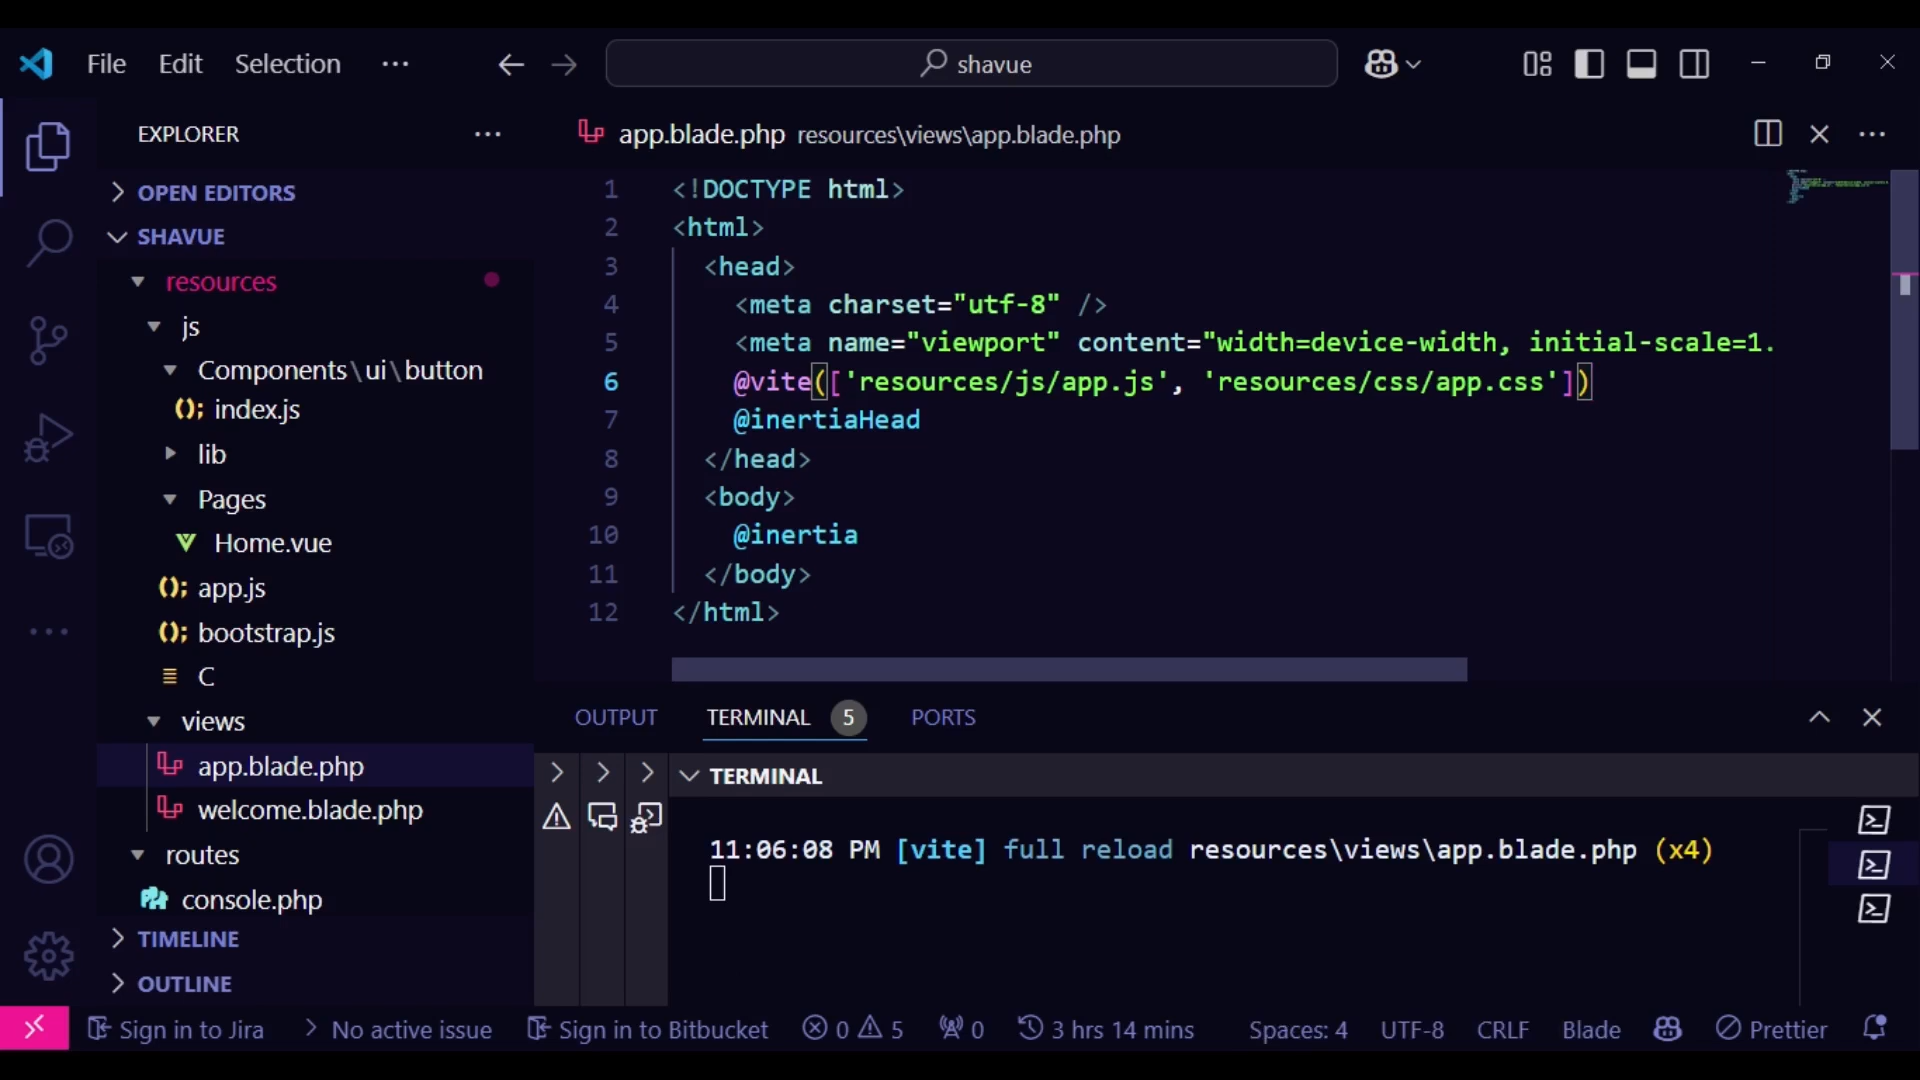 File Edit Selection ··· shavue
EXPLORER ···
OPEN EDITORS
SHAVUE
resources
js
Components\ui\button
index.js
lib
Pages
Home.vue
app.js
bootstrap.js
C
views
app.blade.php
welcome.blade.php
routes
console.php
TIMELINE
OUTLINE
app.blade.php resources\views\app.blade.php
1 <!DOCTYPE html>
2 <html>
3 <head>
4 <meta charset="utf-8" />
5 <meta name="viewport" content="width=device-width, initial-scale=1.
6 @vite(['resources/js/app.js', 'resources/css/app.css'])
7 @inertiaHead
8 </head>
9 <body>
10 @inertia
11 </body>
12 </html>
OUTPUT TERMINAL 5 PORTS
TERMINAL
11:06:08 PM [vite] full reload resources\views\app.blade.php (x4)
Sign in to Jira > No active issue Sign in to Bitbucket 0 5 0 3 hrs 14 mins Spaces: 4 UTF-8 CRLF Blade Prettier